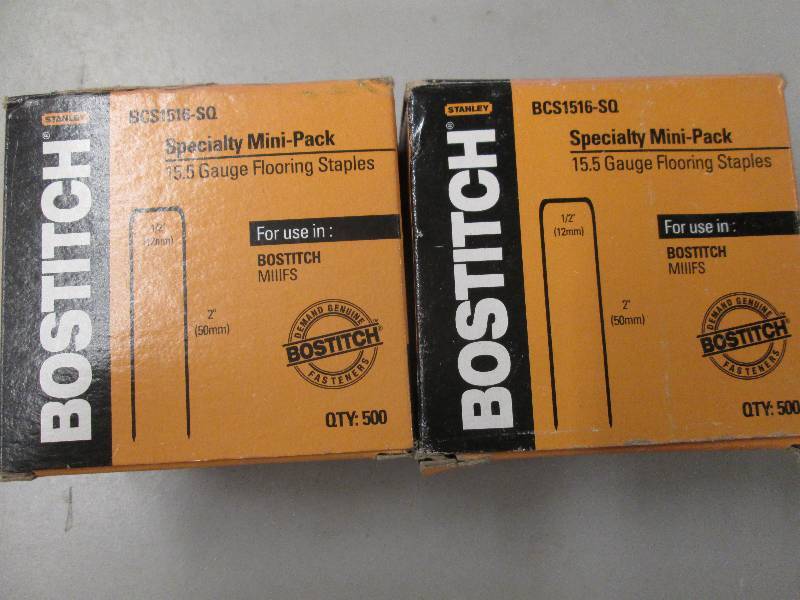 STANLEY
BOSTITCH®
BCS1516-SQ
Specialty Mini-Pack
15.5 Gauge Flooring Staples
1/2"
(12mm)
2"
(50mm)
For use in :
BOSTITCH
MIIIFS
DEMAND GENUINE
BOSTITCH®
FASTENERS
QTY: 500
STANLEY
BOSTITCH®
BCS1516-SQ
Specialty Mini-Pack
15.5 Gauge Flooring Staples
1/2"
(12mm)
2"
(50mm)
For use in :
BOSTITCH
MIIIFS
DEMAND GENUINE
BOSTITCH
FASTENERS
QTY: 500